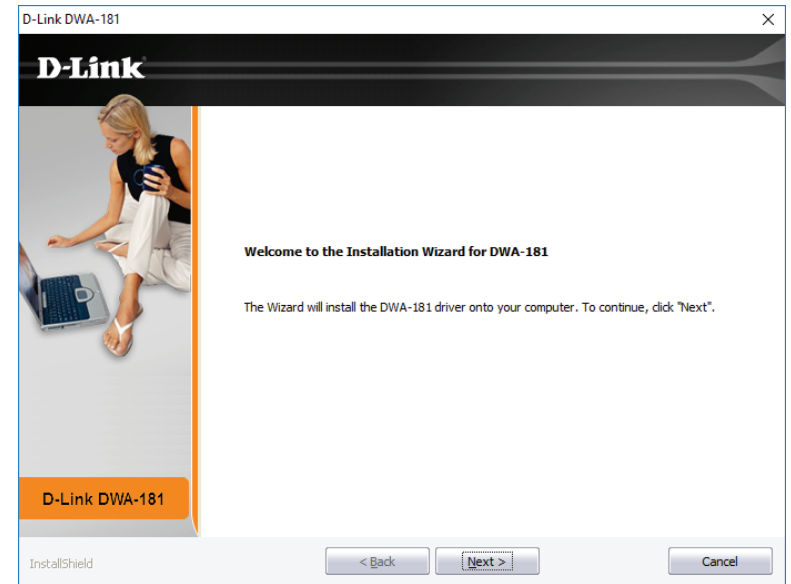 D-Link DWA-181
D-Link
Welcome to the Installation Wizard for DWA-181
The Wizard will install the DWA-181 driver onto your computer. To continue, click "Next".
D-Link DWA-181
InstallShield
< Back
Next >
Cancel